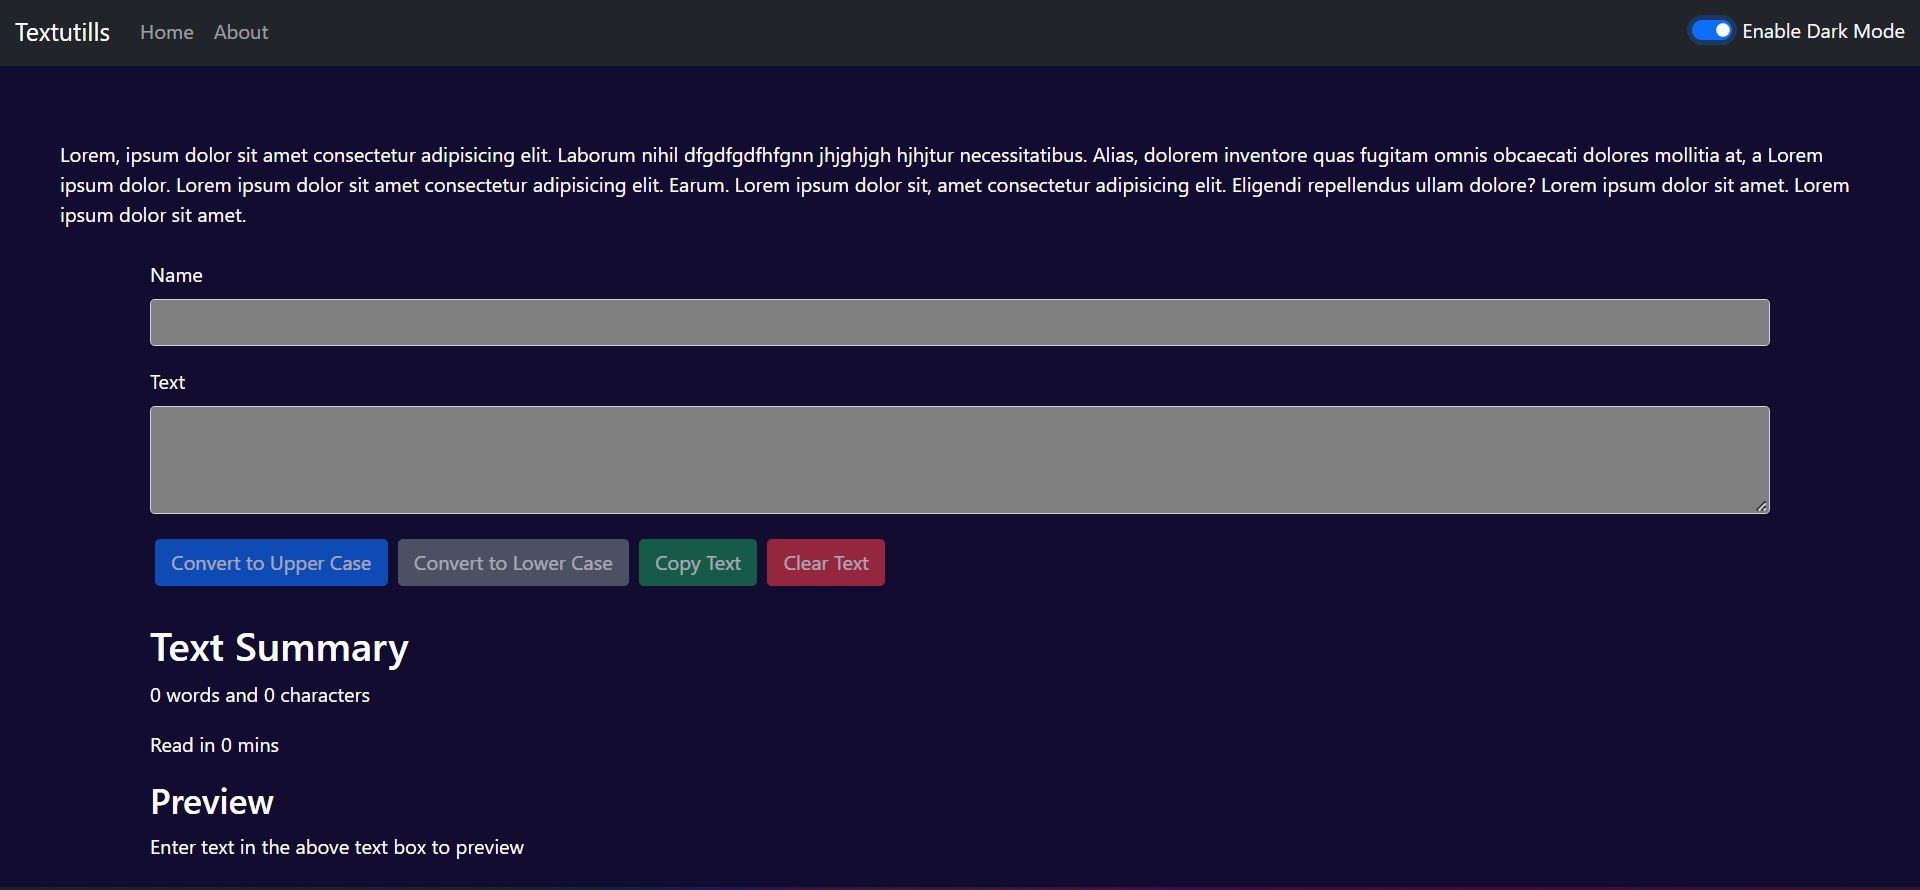 Textutills Home About Enable Dark Mode
Lorem, ipsum dolor sit amet consectetur adipisicing elit. Laborum nihil dfgdfgdfhfgnn jhjghjgh hjhjtur necessitatibus. Alias, dolorem inventore quas fugitam omnis obcaecati dolores mollitia at, a Lorem
ipsum dolor. Lorem ipsum dolor sit amet consectetur adipisicing elit. Earum. Lorem ipsum dolor sit, amet consectetur adipisicing elit. Eligendi repellendus ullam dolore? Lorem ipsum dolor sit amet. Lorem
ipsum dolor sit amet.
Name
Text
Convert to Upper Case Convert to Lower Case Copy Text Clear Text
Text Summary
0 words and 0 characters
Read in 0 mins
Preview
Enter text in the above text box to preview